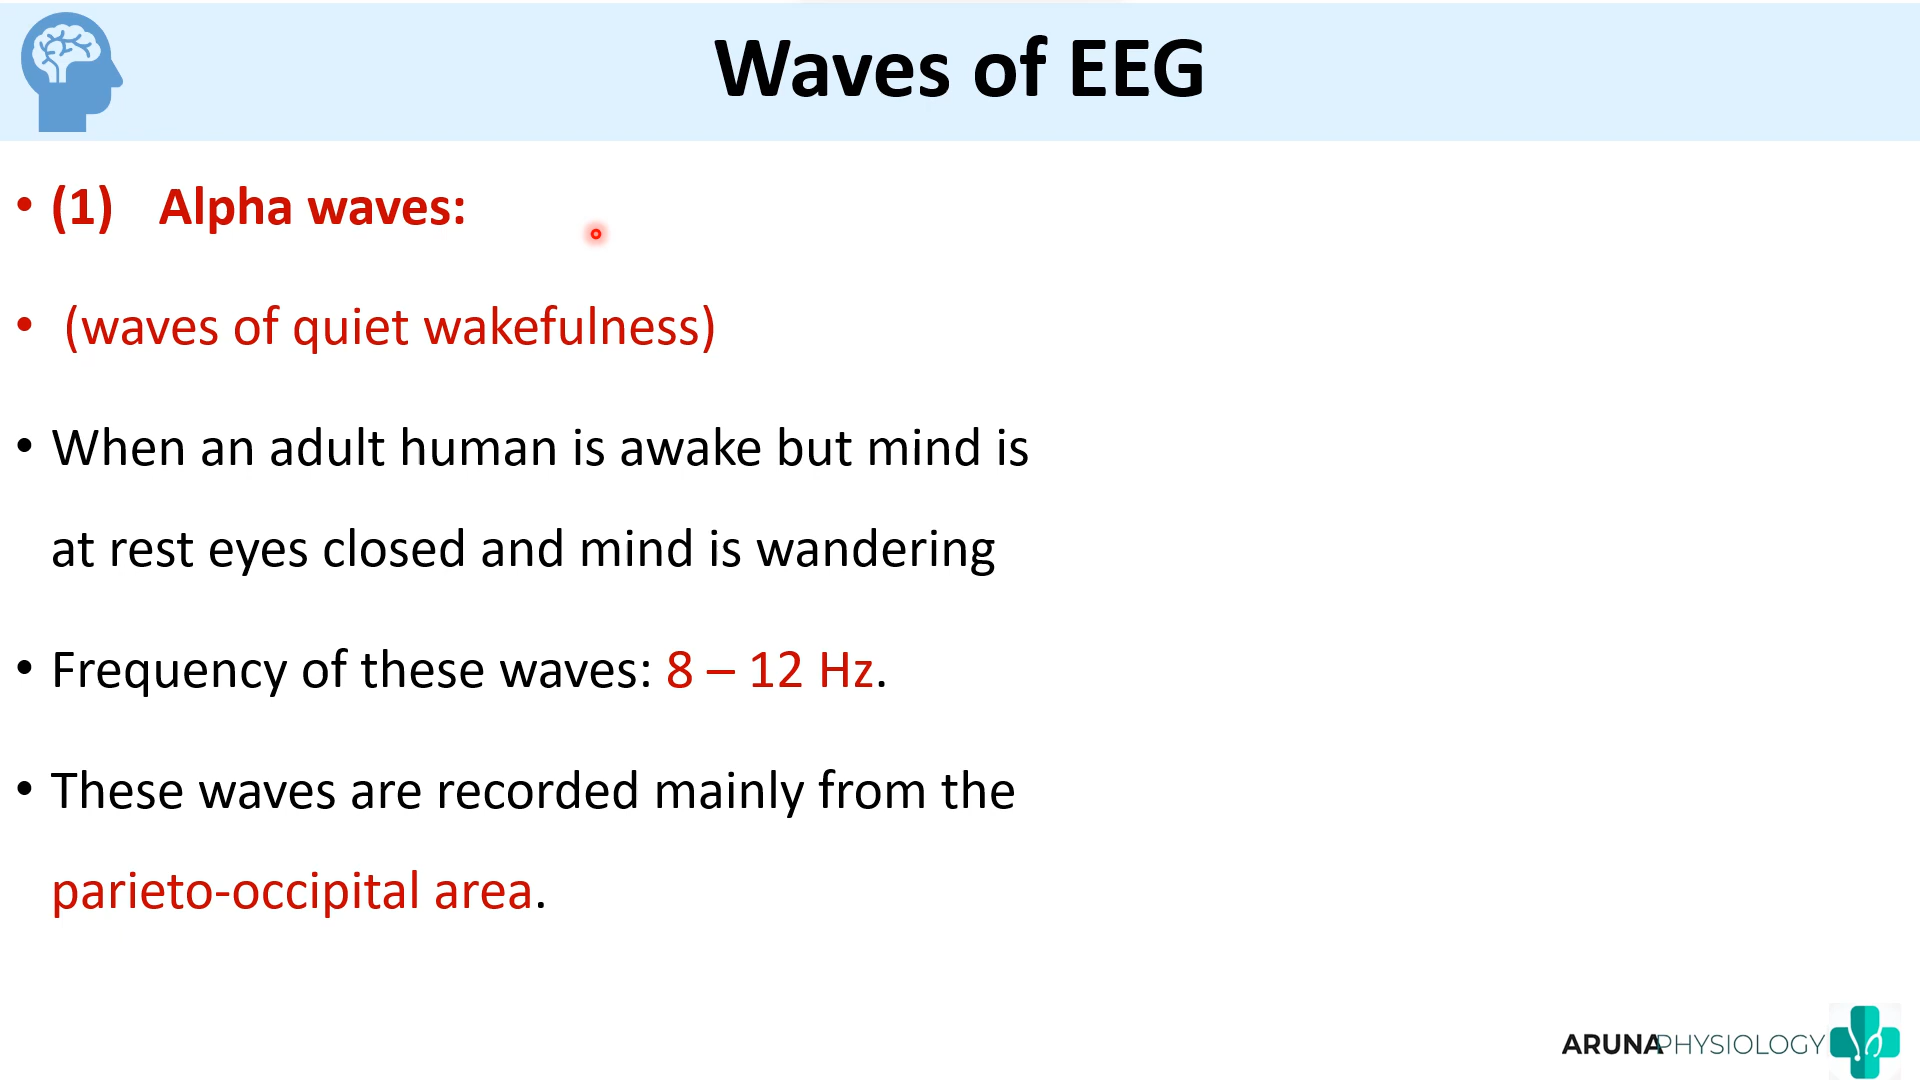 Waves of EEG
• (1) Alpha waves:
• (waves of quiet wakefulness)
• When an adult human is awake but mind is
at rest eyes closed and mind is wandering
• Frequency of these waves: 8 – 12 Hz.
• These waves are recorded mainly from the
parieto-occipital area.
ARUNAPHYSIOLOGY